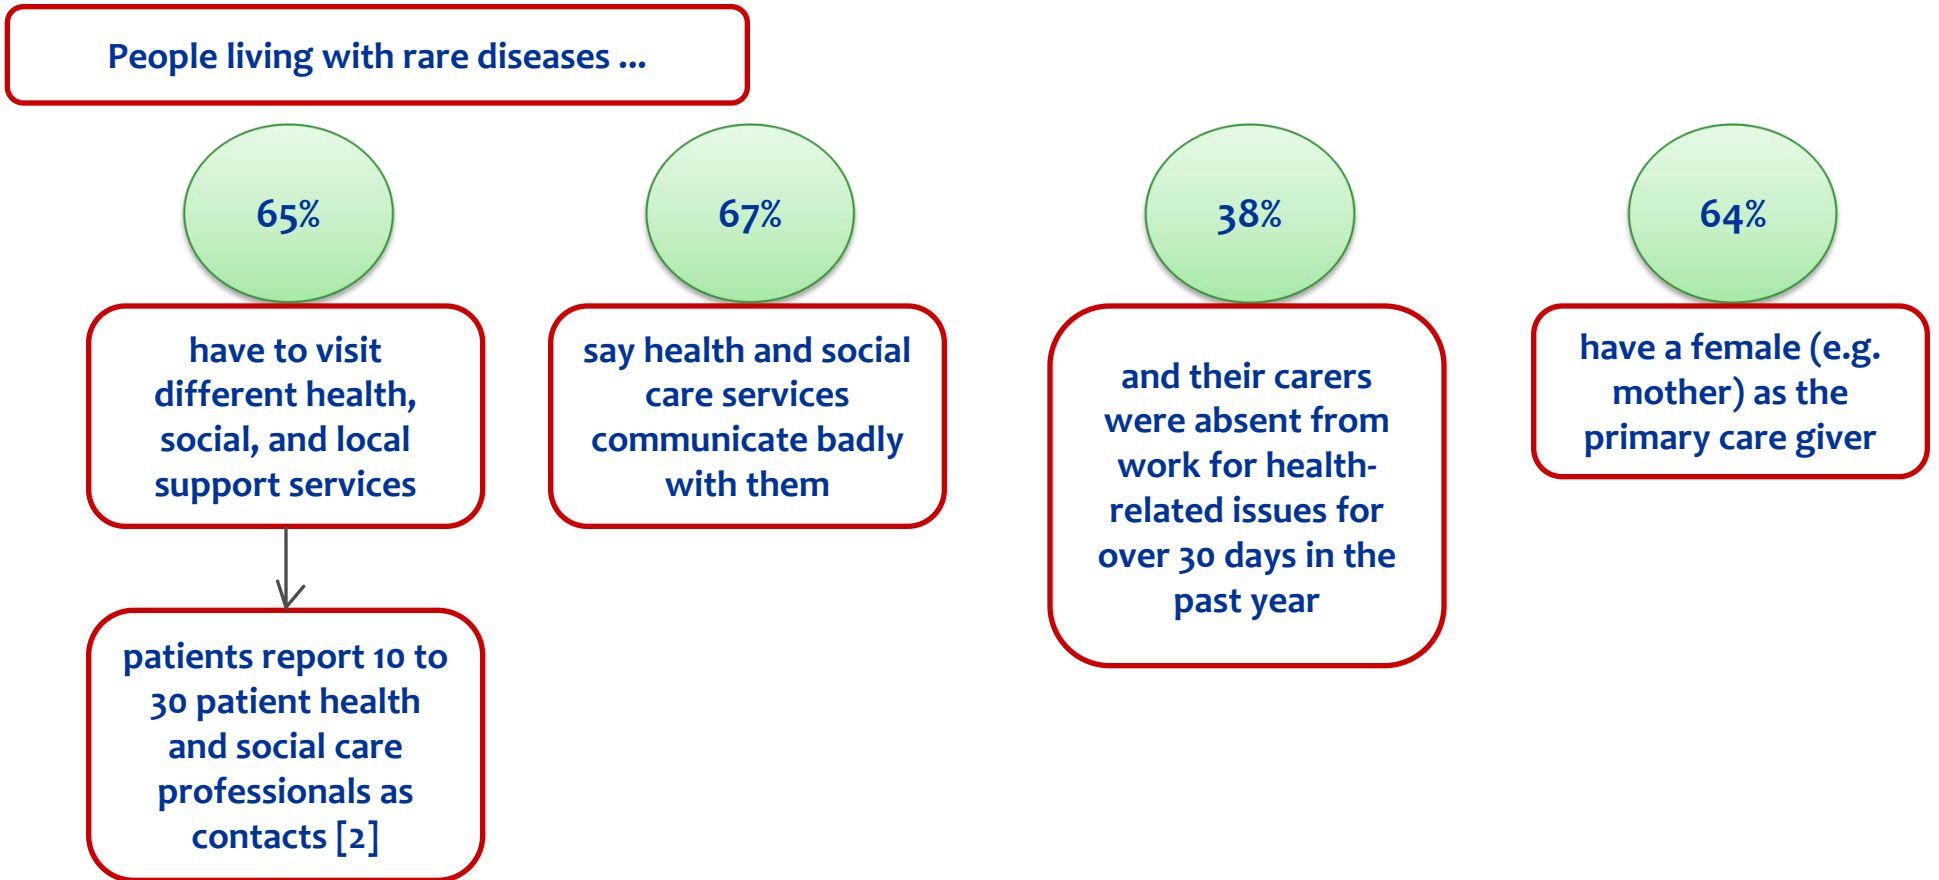 People living with rare diseases ...
65%
have to visit
different health,
social, and local
support services
patients report 10 to
30 patient health
and social care
professionals as
contacts [2]
67%
say health and social
care services
communicate badly
with them
38%
and their carers
were absent from
work for health-
related issues for
over 30 days in the
past year
64%
have a female (e.g.
mother) as the
primary care giver